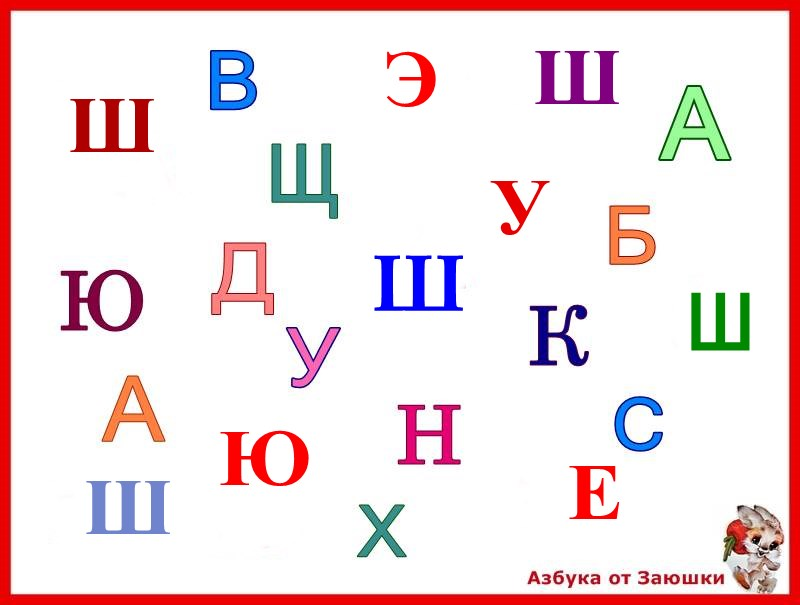 Ш В Э Ш А
Щ У Б
Ю Д Ш К Ш
У
А Ю Н С
Ш Х Е
Азбука от Заюшки